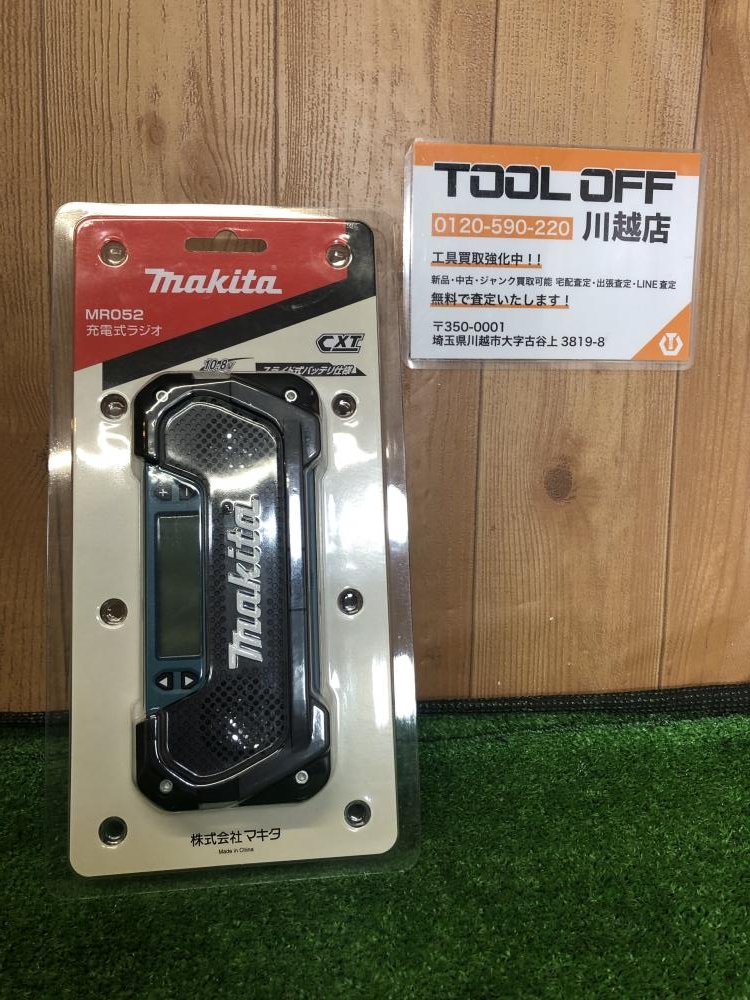 TOOL OFF
0120-590-220 川越店
工具買取強化中！！
新品・中古・ジャンク買取可能 宅配査定・出張査定・LINE査定
無料で査定いたします！
〒350-0001
埼玉県川越市大字古谷上 3819-8
makita
MR052
充電式ラジオ
CXT
10.8V
スライド式バッテリ仕様
+ -
makita
株式会社マキタ
Made in China